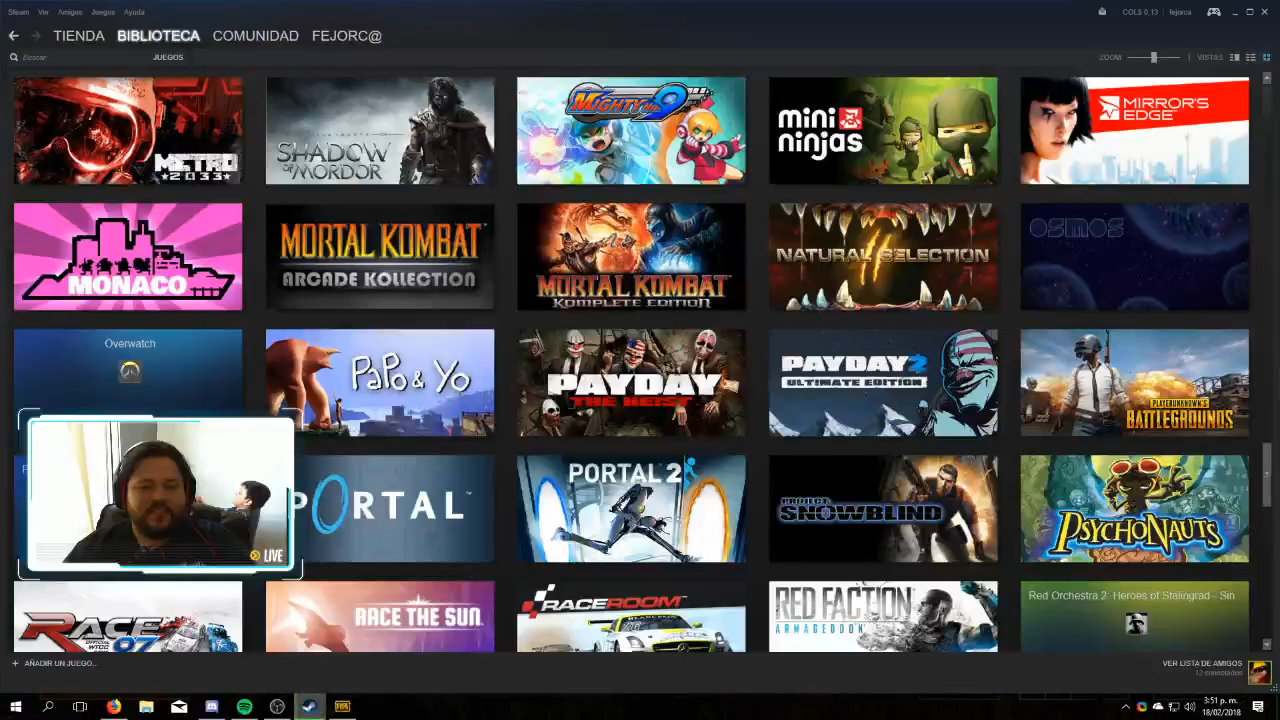 Steam Ver Amigos Juegos Ayuda
COL$ 0,13 fejorca
TIENDA BIBLIOTECA COMUNIDAD FEJORC@
Buscar JUEGOS ZOOM VISTAS
METRO
2033
SHADOW
OF MORDOR
MIGHTY No. 9
mini
ninjas
MIRROR'S
EDGE
MONACO
MORTAL KOMBAT
ARCADE KOLLECTION
MORTAL KOMBAT
KOMPLETE EDITION
NATURAL SELECTION
II
OSMOS
Overwatch
Papo & Yo
PAYDAY
THE HEIST
PAYDAY 2
ULTIMATE EDITION
PLAYERUNKNOWN'S
BATTLEGROUNDS
LIVE
PORTAL
PORTAL 2
PROJECT:
SNOWBLIND
PSYCHONAUTS
RACE
07
OFFICIAL
WTCC
RACE THE SUN
RACEROOM
RED FACTION
ARMAGEDDON
Red Orchestra 2: Heroes of Stalingrad - Sin
+ AÑADIR UN JUEGO...
VER LISTA DE AMIGOS
12 conectados
3:51 p. m.
18/02/2018